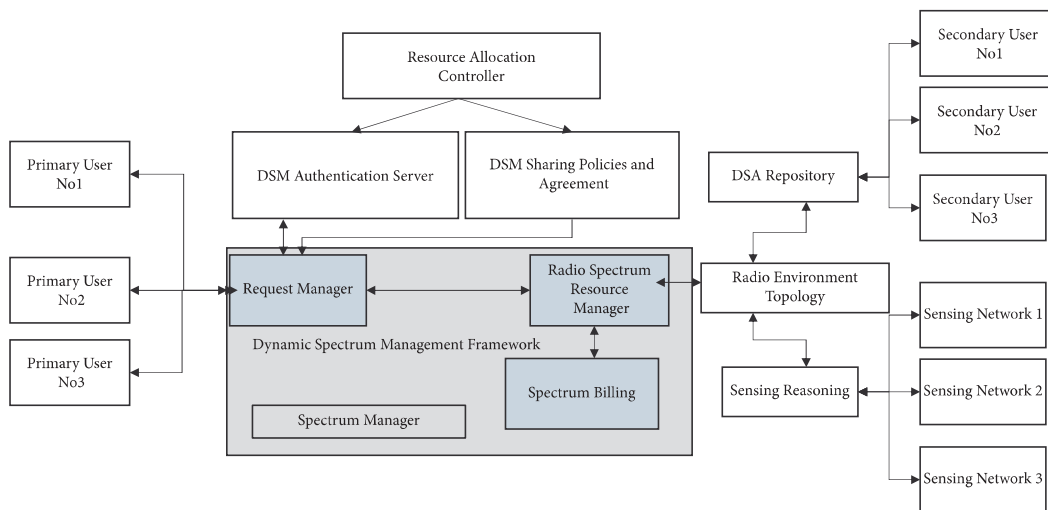 Resource Allocation
Controller
DSM Authentication Server
DSM Sharing Policies and
Agreement
Primary User
No1
Primary User
No2
Primary User
No3
Request Manager
Radio Spectrum
Resource
Manager
Dynamic Spectrum Management Framework
Spectrum Billing
Spectrum Manager
DSA Repository
Radio Environment
Topology
Sensing Reasoning
Secondary User
No1
Secondary User
No2
Secondary User
No3
Sensing Network 1
Sensing Network 2
Sensing Network 3